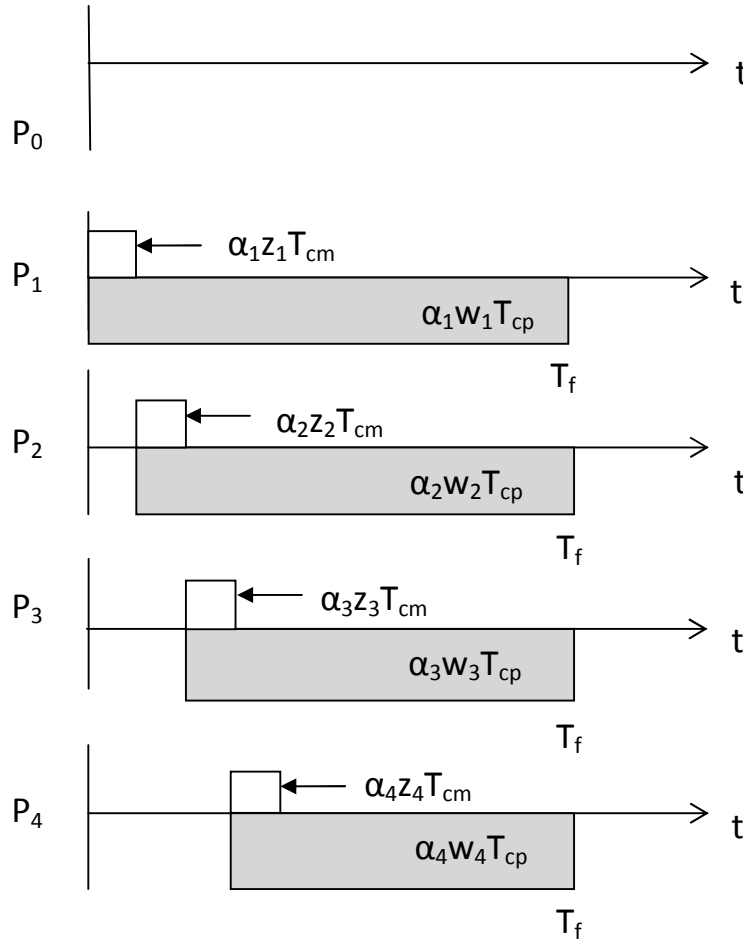 t
P₀
α₁z₁Tcm
P₁
t
α₁w₁Tcp
Tf
α₂z₂Tcm
P₂
α₂w₂Tcp
t
Tf
P₃
α₃z₃Tcm
t
α₃w₃Tcp
Tf
α₄z₄Tcm
P₄
t
α₄w₄Tcp
Tf